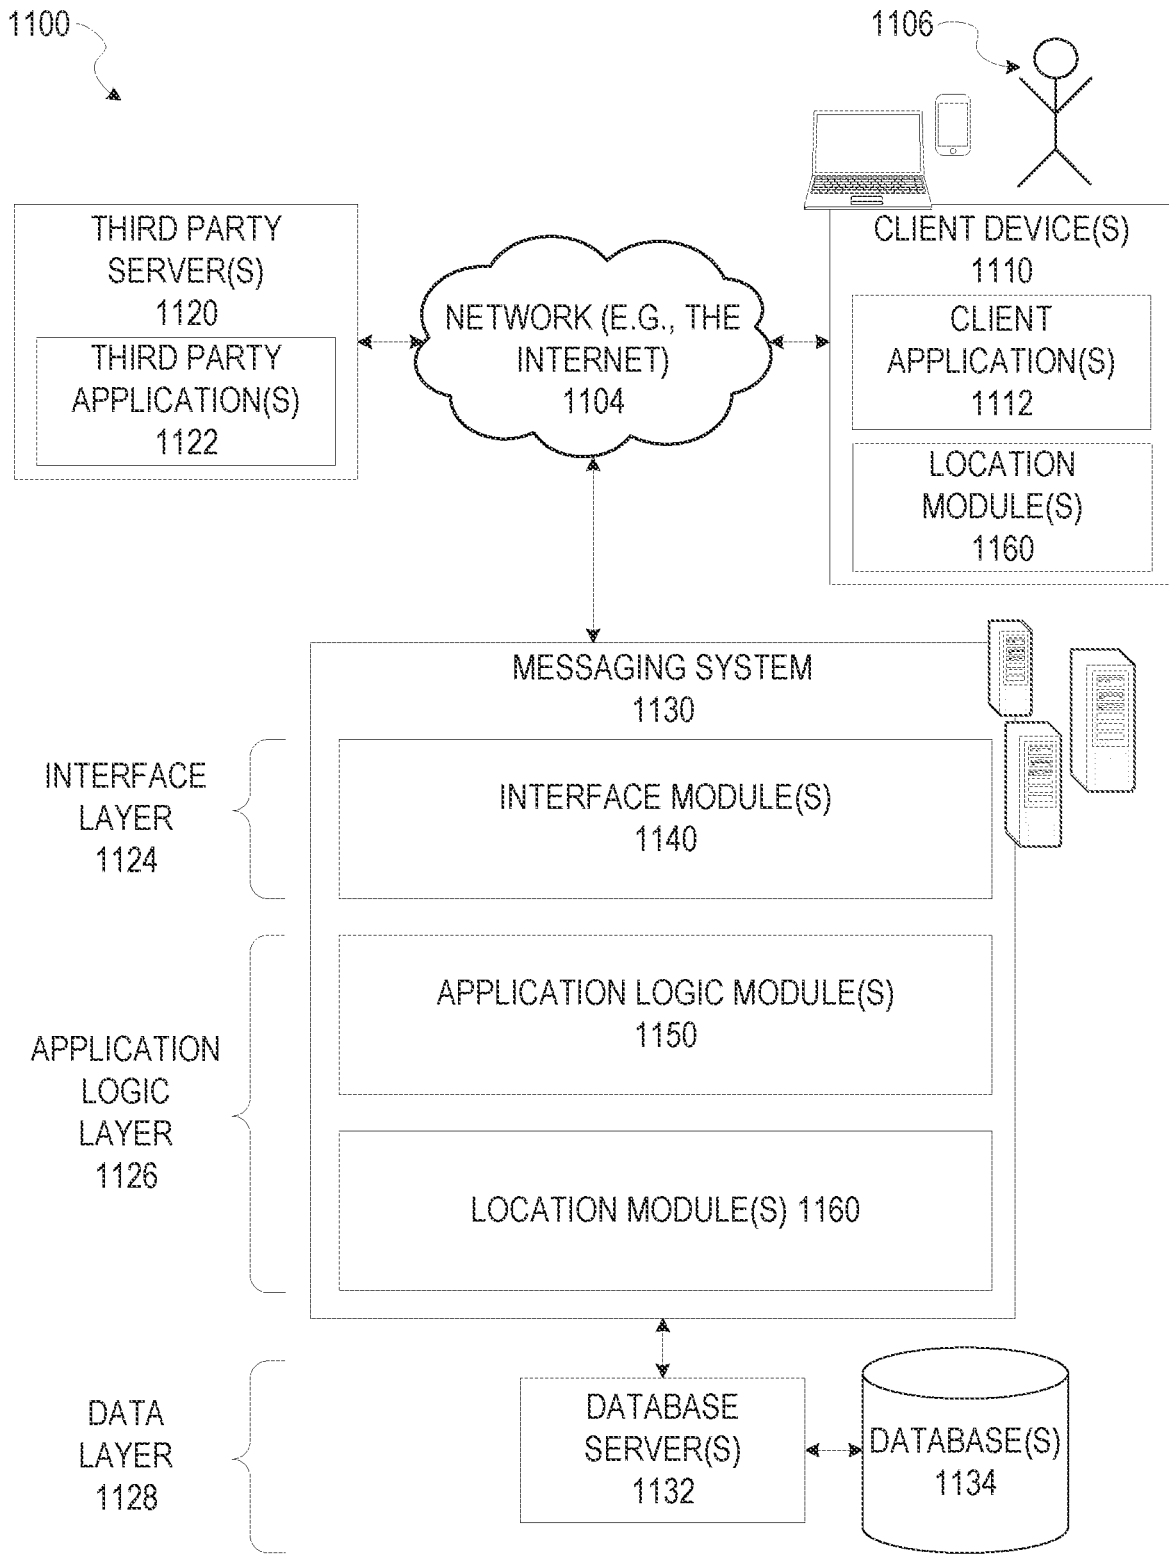 1100
1106
THIRD PARTY
SERVER(S)
1120
THIRD PARTY
APPLICATION(S)
1122
NETWORK (E.G., THE
INTERNET)
1104
CLIENT DEVICE(S)
1110
CLIENT
APPLICATION(S)
1112
LOCATION
MODULE(S)
1160
MESSAGING SYSTEM
1130
INTERFACE
LAYER
1124
INTERFACE MODULE(S)
1140
APPLICATION LOGIC MODULE(S)
1150
APPLICATION
LOGIC
LAYER
1126
LOCATION MODULE(S) 1160
DATA
LAYER
1128
DATABASE
SERVER(S)
1132
DATABASE(S)
1134